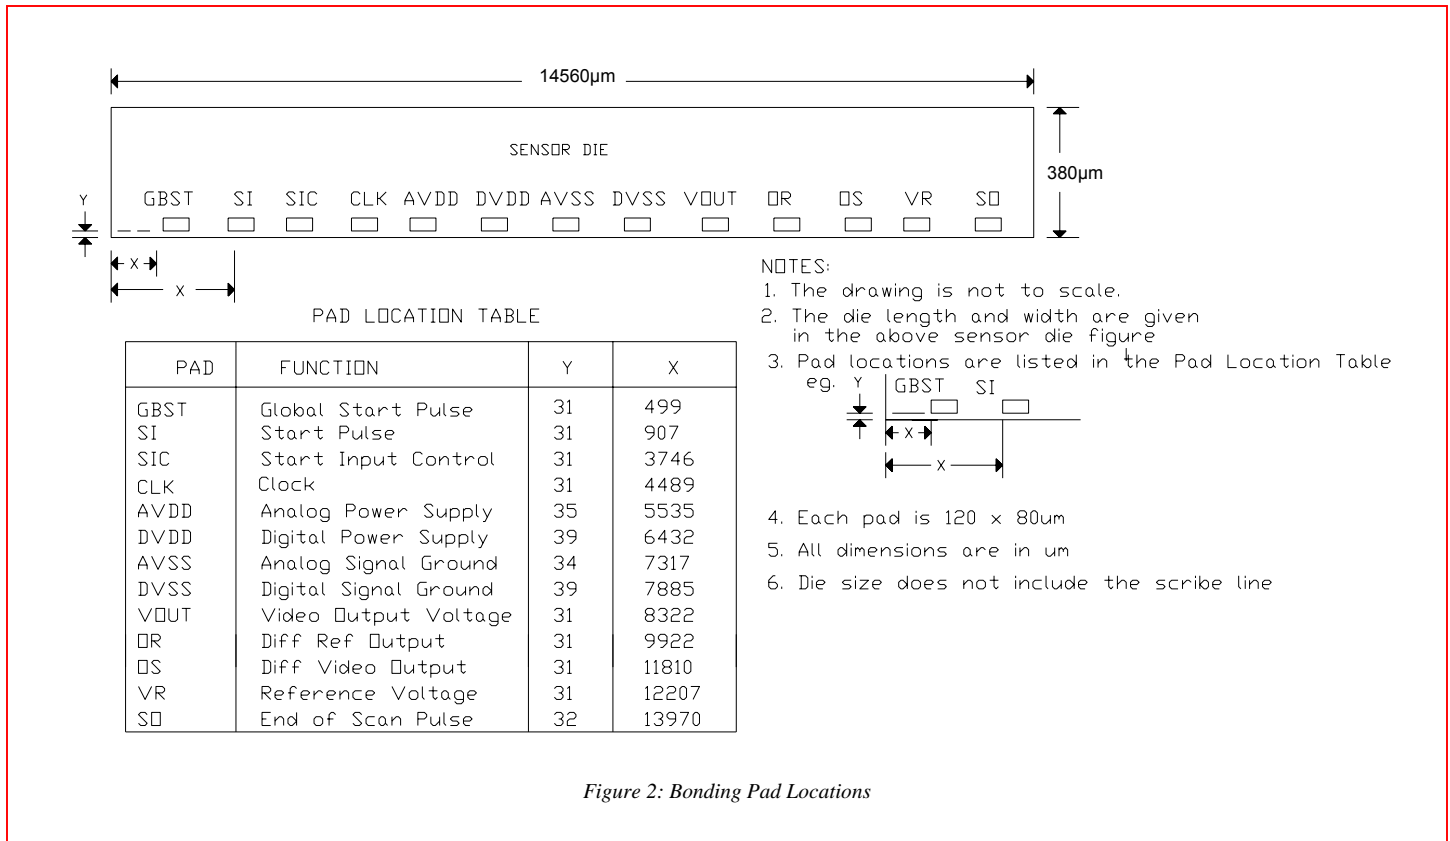 14560µm
SENSOR DIE
380µm
Y GBST SI SIC CLK AVDD DVDD AVSS DVSS VOUT OR OS VR SO
X
X
PAD LOCATION TABLE
PAD FUNCTION Y X
GBST Global Start Pulse 31 499
SI Start Pulse 31 907
SIC Start Input Control 31 3746
CLK Clock 31 4489
AVDD Analog Power Supply 35 5535
DVDD Digital Power Supply 39 6432
AVSS Analog Signal Ground 34 7317
DVSS Digital Signal Ground 39 7885
VOUT Video Output Voltage 31 8322
OR Diff Ref Output 31 9922
OS Diff Video Output 31 11810
VR Reference Voltage 31 12207
SO End of Scan Pulse 32 13970
NOTES:
1. The drawing is not to scale.
2. The die length and width are given
in the above sensor die figure
3. Pad locations are listed in the Pad Location Table
eg. Y GBST SI
X
X
4. Each pad is 120 x 80um
5. All dimensions are in um
6. Die size does not include the scribe line
Figure 2: Bonding Pad Locations